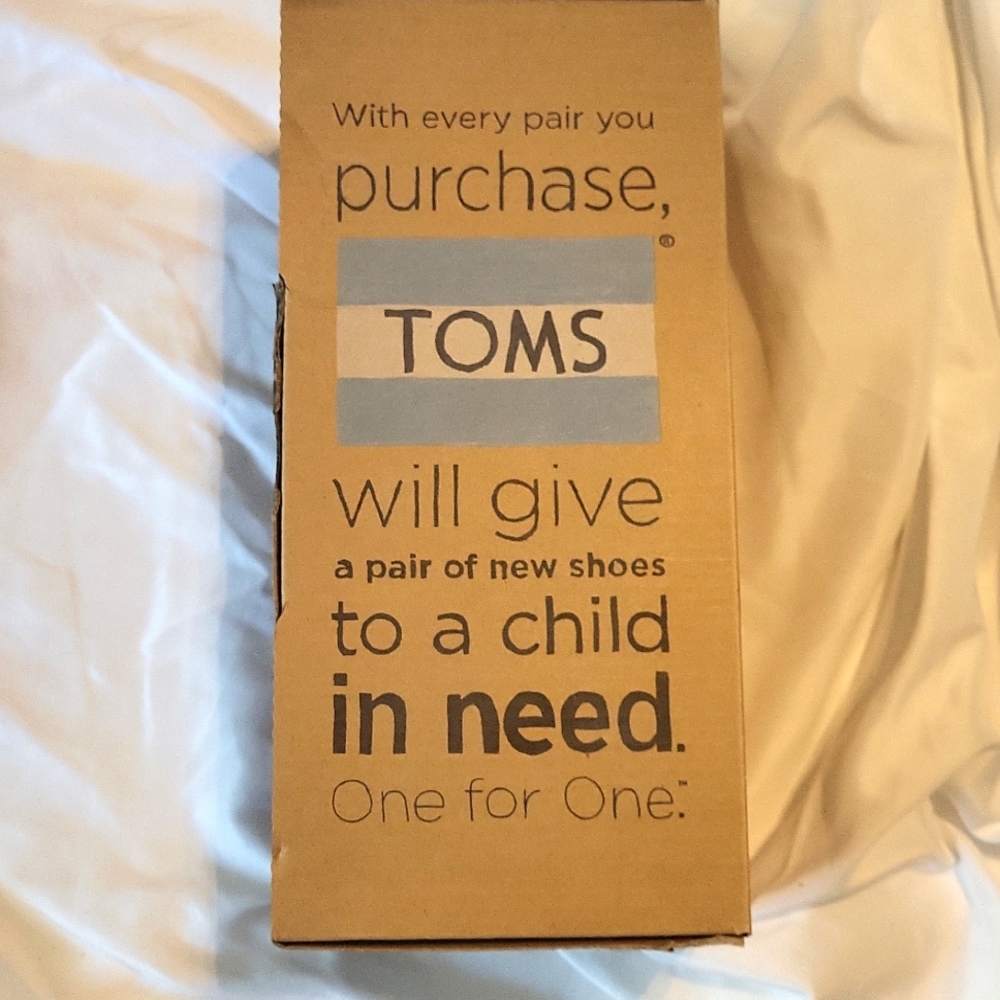 With every pair you
purchase,
TOMS®
will give
a pair of new shoes
to a child
in need.
One for One.™